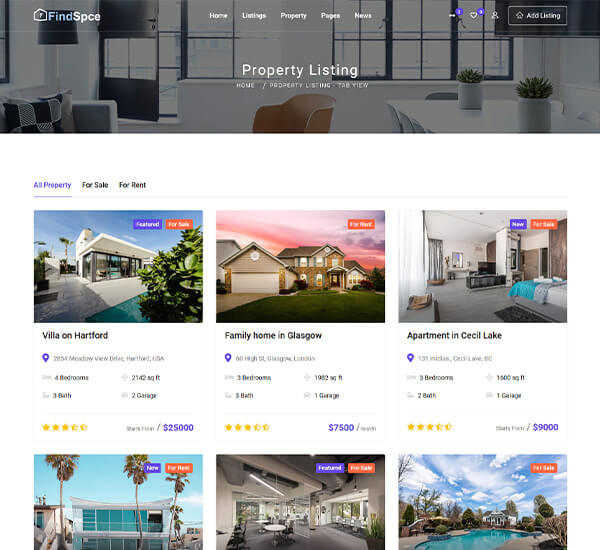 FindSpce
Home Listings Property Pages News
0 0 Add Listing
Property Listing
HOME / PROPERTY LISTING - TAB VIEW
All Property For Sale For Rent
Featured For Sale
For Rent
New For Sale
Villa on Hartford
2854 Meadow View Drive, Hartford, USA
4 Bedrooms 2142 sq ft
3 Bath 2 Garage
Starts From / $25000
Family home in Glasgow
60 High St, Glasgow, London
3 Bedrooms 1982 sq ft
3 Bath 1 Garage
$7500 / month
Apartment in Cecil Lake
131 midlas , Cecil Lake, BC
3 Bedrooms 1600 sq ft
2 Bath 1 Garage
Starts From / $9000
New For Rent
Featured For Sale
For Sale